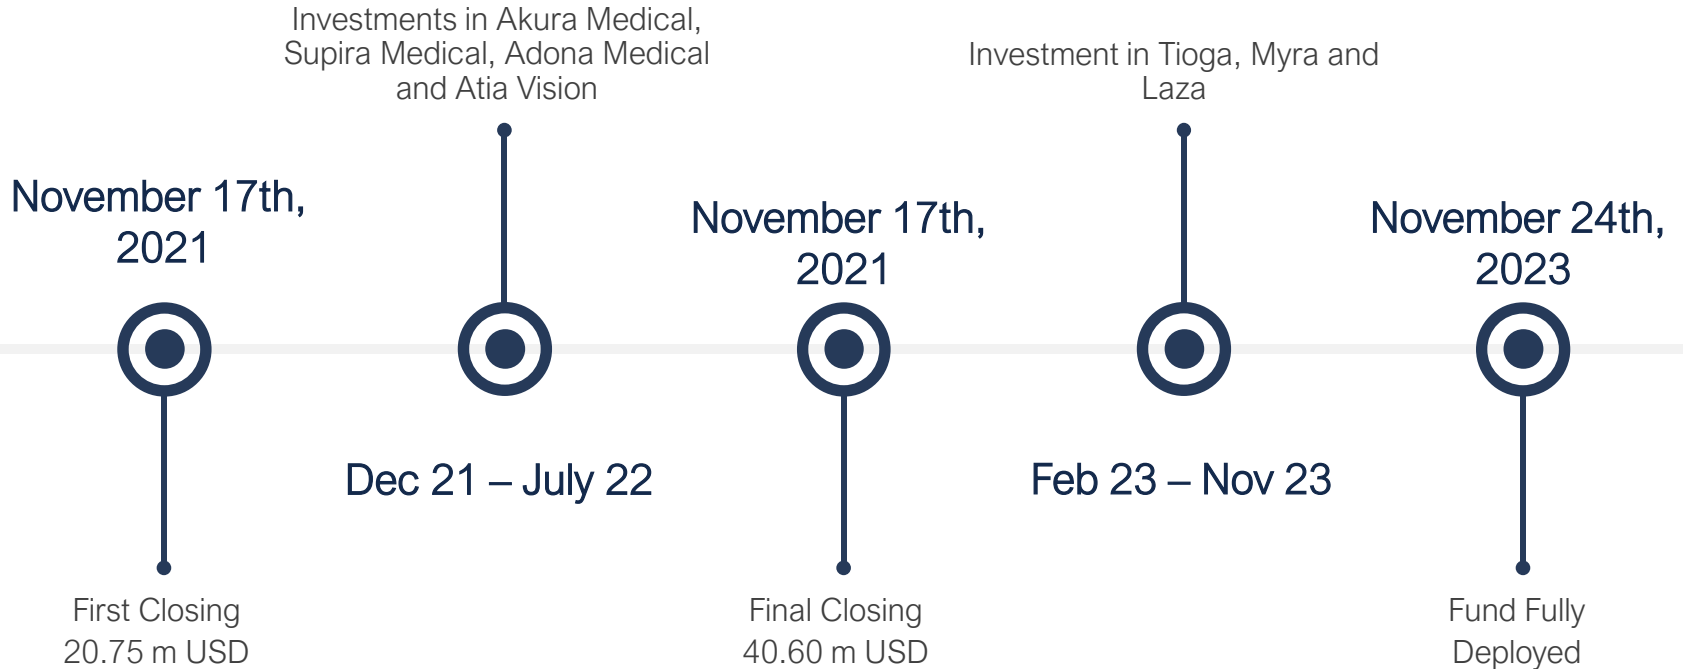 Investments in Akura Medical,
Supira Medical, Adona Medical
and Atia Vision
Investment in Tioga, Myra and
Laza
November 17th,
2021
November 17th,
2021
November 24th,
2023
Dec 21 – July 22
Feb 23 – Nov 23
First Closing
20.75 m USD
Final Closing
40.60 m USD
Fund Fully
Deployed